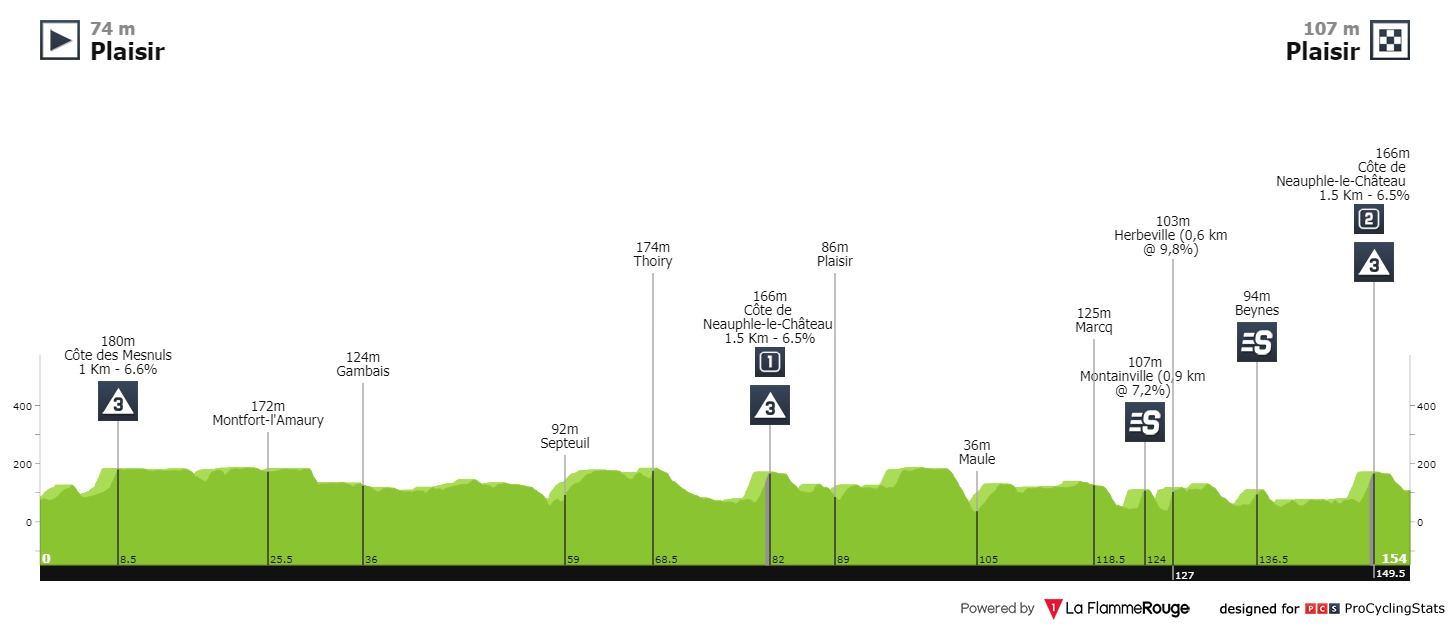 74 m
Plaisir
107 m
Plaisir
180m
Côte des Mesnuls
1 Km - 6.6%
3
172m
Montfort-l'Amaury
124m
Gambais
92m
Septeuil
174m
Thoiry
166m
Côte de
Neauphle-le-Château
1.5 Km - 6.5%
1
3
86m
Plaisir
36m
Maule
125m
Marcq
107m
Montainville (0,9 km
@ 7,2%)
S
103m
Herbeville (0,6 km
@ 9,8%)
94m
Beynes
S
166m
Côte de
Neauphle-le-Château
1.5 Km - 6.5%
2
3
400
200
0
400
200
0
0
8.5
25.5
36
59
68.5
82
89
105
118.5
124
127
136.5
149.5
154
Powered by 1 La FlammeRouge designed for PCS ProCyclingStats